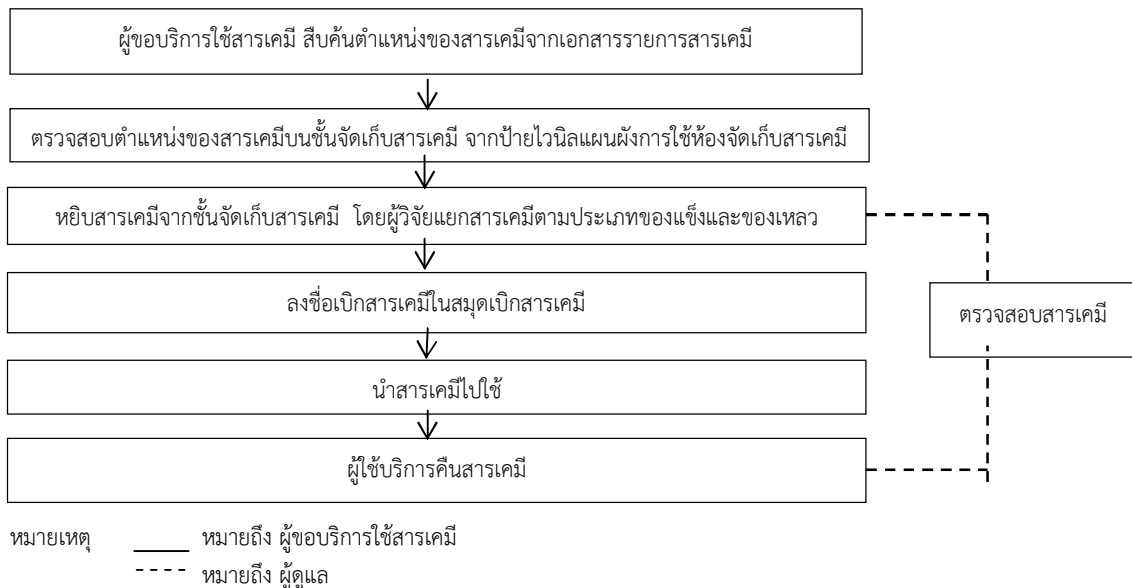 ผู้ขอบริการใช้สารเคมี สืบค้นตำแหน่งของสารเคมีจากเอกสารรายการสารเคมี
ตรวจสอบตำแหน่งของสารเคมีบนชั้นจัดเก็บสารเคมี จากป้ายไวนิลแผนผังการใช้ห้องจัดเก็บสารเคมี
หยิบสารเคมีจากชั้นจัดเก็บสารเคมี โดยผู้วิจัยแยกสารเคมีตามประเภทของแข็งและของเหลว
ลงชื่อเบิกสารเคมีในสมุดเบิกสารเคมี
ตรวจสอบสารเคมี
นำสารเคมีไปใช้
ผู้ใช้บริการคืนสารเคมี
หมายเหตุ หมายถึง ผู้ขอบริการใช้สารเคมี
หมายถึง ผู้ดูแล